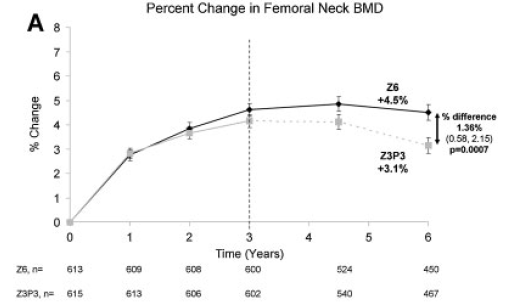 A
Percent Change in Femoral Neck BMD
8
7
6
5
4
3
2
1
0
% Change
Z6
+4.5%
% difference
1.36%
(0.58, 2.15)
p=0.0007
Z3P3
+3.1%
0 1 2 3 4 5 6
Time (Years)
Z6, n= 613 609 608 600 524 450
Z3P3, n= 615 613 606 602 540 467